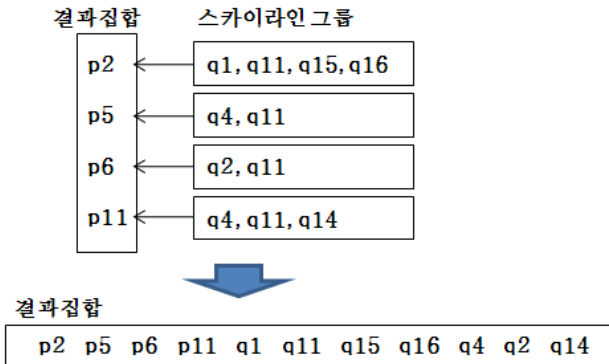 결과집합 스카이라인 그룹
p2 q1,q11,q15,q16
p5 q4,q11
p6 q2,q11
p11 q4,q11,q14
결과집합
p2 p5 p6 p11 q1 q11 q15 q16 q4 q2 q14